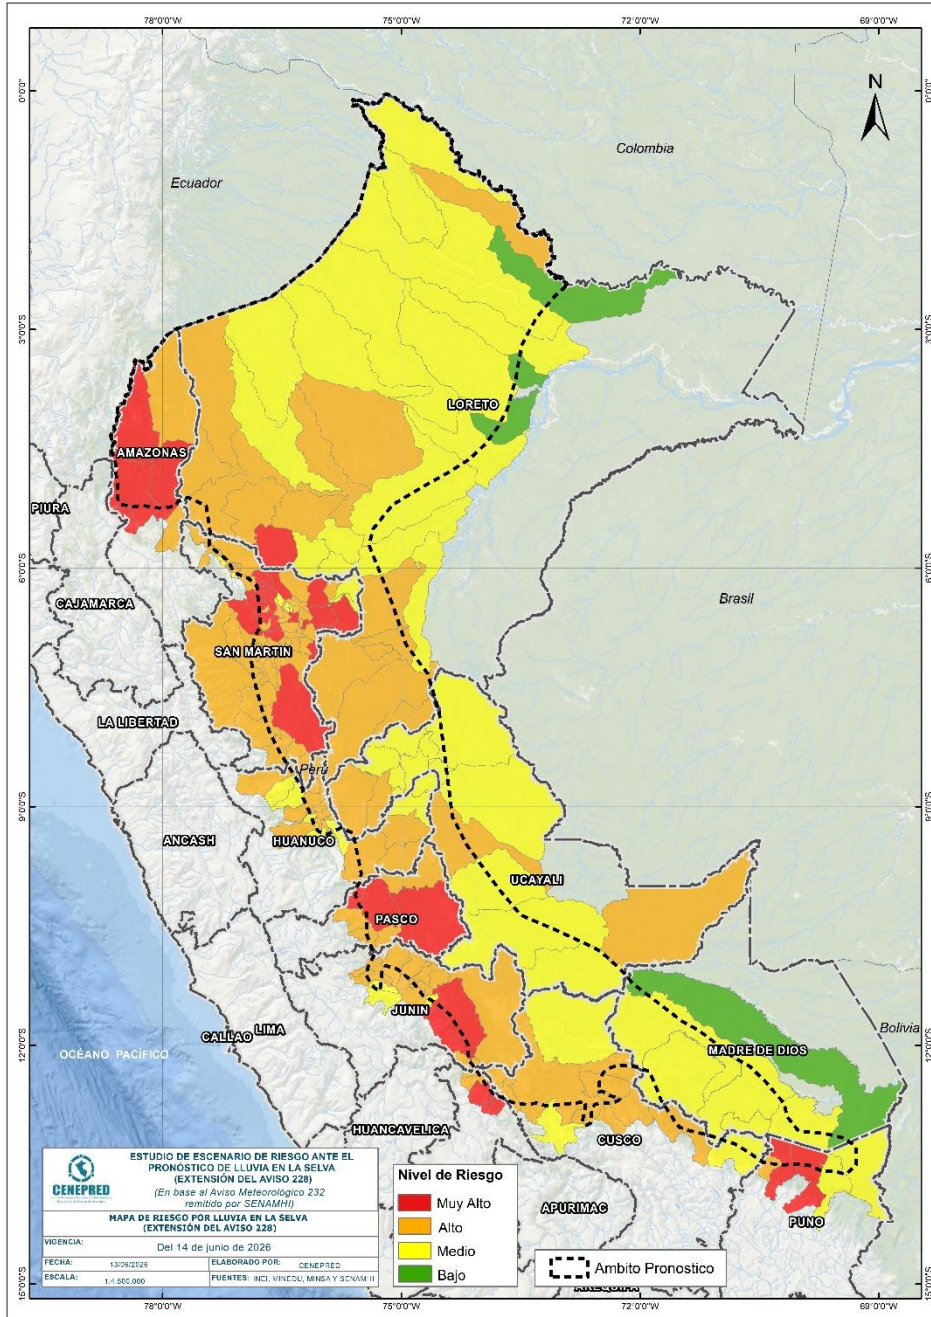 78°0'0"W
75°0'0"W
72°0'0"W
69°0'0"W
0°0'0"
0°0'0"
N
Colombia
Ecuador
3°0'0"S
3°0'0"S
LORETO
AMAZONAS
PIURA
6°0'0"S
6°0'0"S
CAJAMARCA
Brasil
SAN MARTIN
LA LIBERTAD
Perú
9°0'0"S
9°0'0"S
ANCASH
HUANUCO
UCAYALI
PASCO
JUNIN
LIMA
CALLAO
Bolivia
12°0'0"S
12°0'0"S
OCÉANO PACÍFICO
MADRE DE DIOS
HUANCAVELICA
CUSCO
APURIMAC
PUNO
AREQUIPA
15°0'0"S
15°0'0"S
CENEPRED
ESTUDIO DE ESCENARIO DE RIESGO ANTE EL
PRONÓSTICO DE LLUVIA EN LA SELVA
(EXTENSIÓN DEL AVISO 228)
(En base al Aviso Meteorológico 232
remitido por SENAMHI)
MAPA DE RIESGO POR LLUVIA EN LA SELVA
(EXTENSIÓN DEL AVISO 228)
VIGENCIA: Del 14 de junio de 2026
FECHA: 13/06/2026 ELABORADO POR: CENEPRED
ESCALA: 1:4.500.000 FUENTES: INEI, MINEDU, MINSA Y SENAMHI
Nivel de Riesgo
Muy Alto
Alto
Medio
Bajo
Ambito Pronostico
78°0'0"W
75°0'0"W
72°0'0"W
69°0'0"W